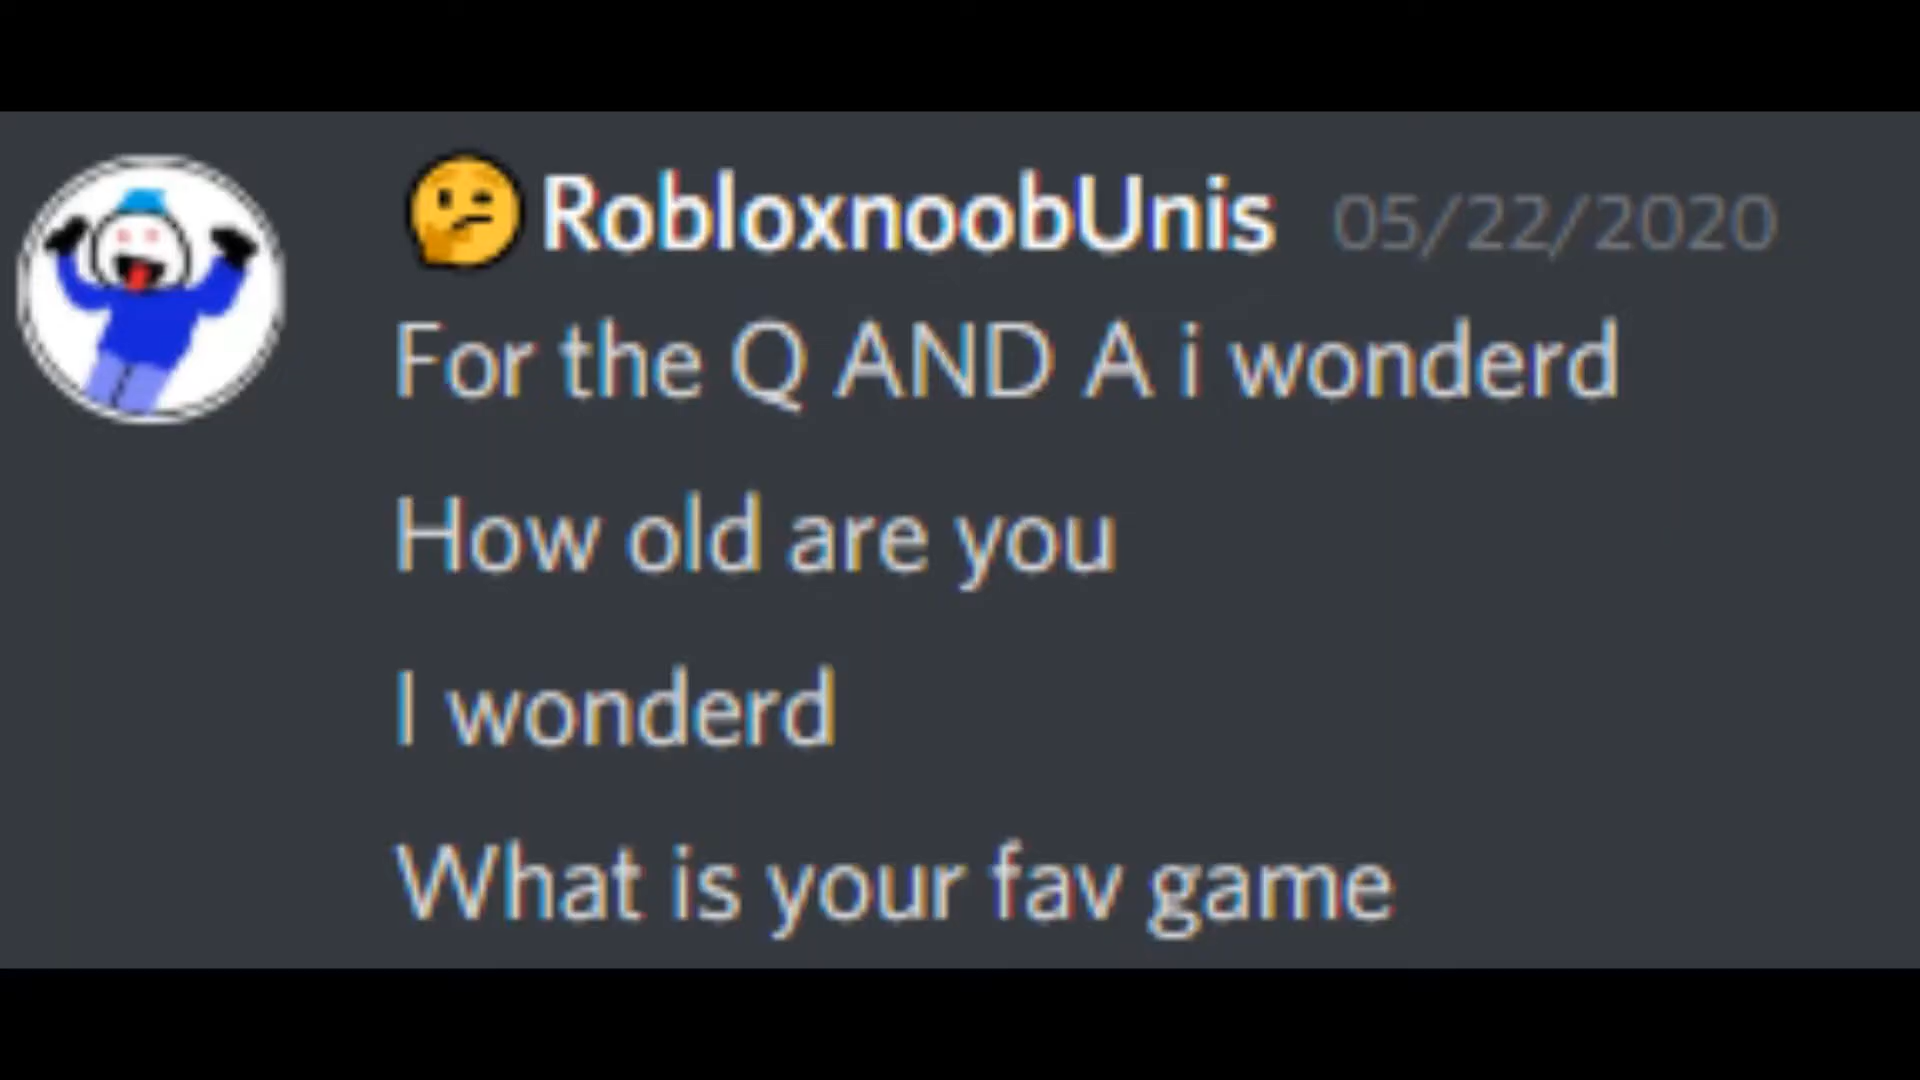 🤔RobloxnoobUnis 05/22/2020
For the Q AND A i wonderd
How old are you
I wonderd
What is your fav game